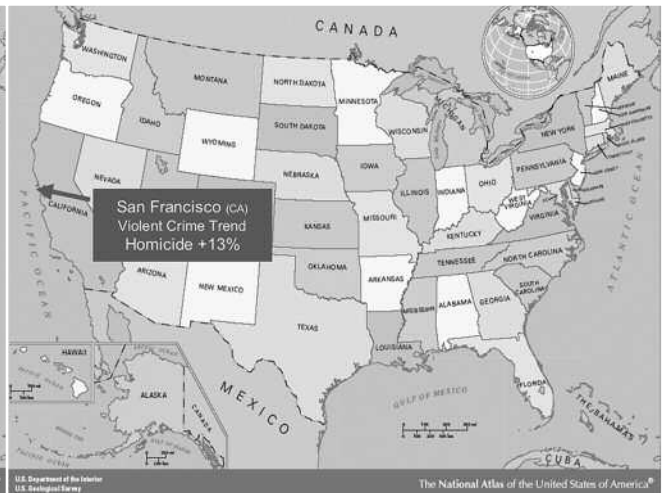 CANADA
WASHINGTON
MONTANA
NORTH DAKOTA
MINNESOTA
MAINE
OREGON
IDAHO
SOUTH DAKOTA
WISCONSIN
NEW YORK
WYOMING
IOWA
NEBRASKA
PENNSYLVANIA
NEVADA
ILLINOIS
INDIANA
OHIO
WEST
VIRGINIA
VIRGINIA
CALIFORNIA
KANSAS
MISSOURI
KENTUCKY
San Francisco (CA)
Violent Crime Trend
Homicide +13%
PACIFIC OCEAN
ATLANTIC OCEAN
NORTH CAROLINA
TENNESSEE
ARIZONA
NEW MEXICO
OKLAHOMA
ARKANSAS
SOUTH
CAROLINA
MISSISSIPPI
ALABAMA
GEORGIA
TEXAS
LOUISIANA
FLORIDA
HAWAII
ALASKA
CANADA
MEXICO
GULF OF MEXICO
THE BAHAMAS
CUBA
U.S. Department of the Interior
U.S. Geological Survey
The National Atlas of the United States of America®